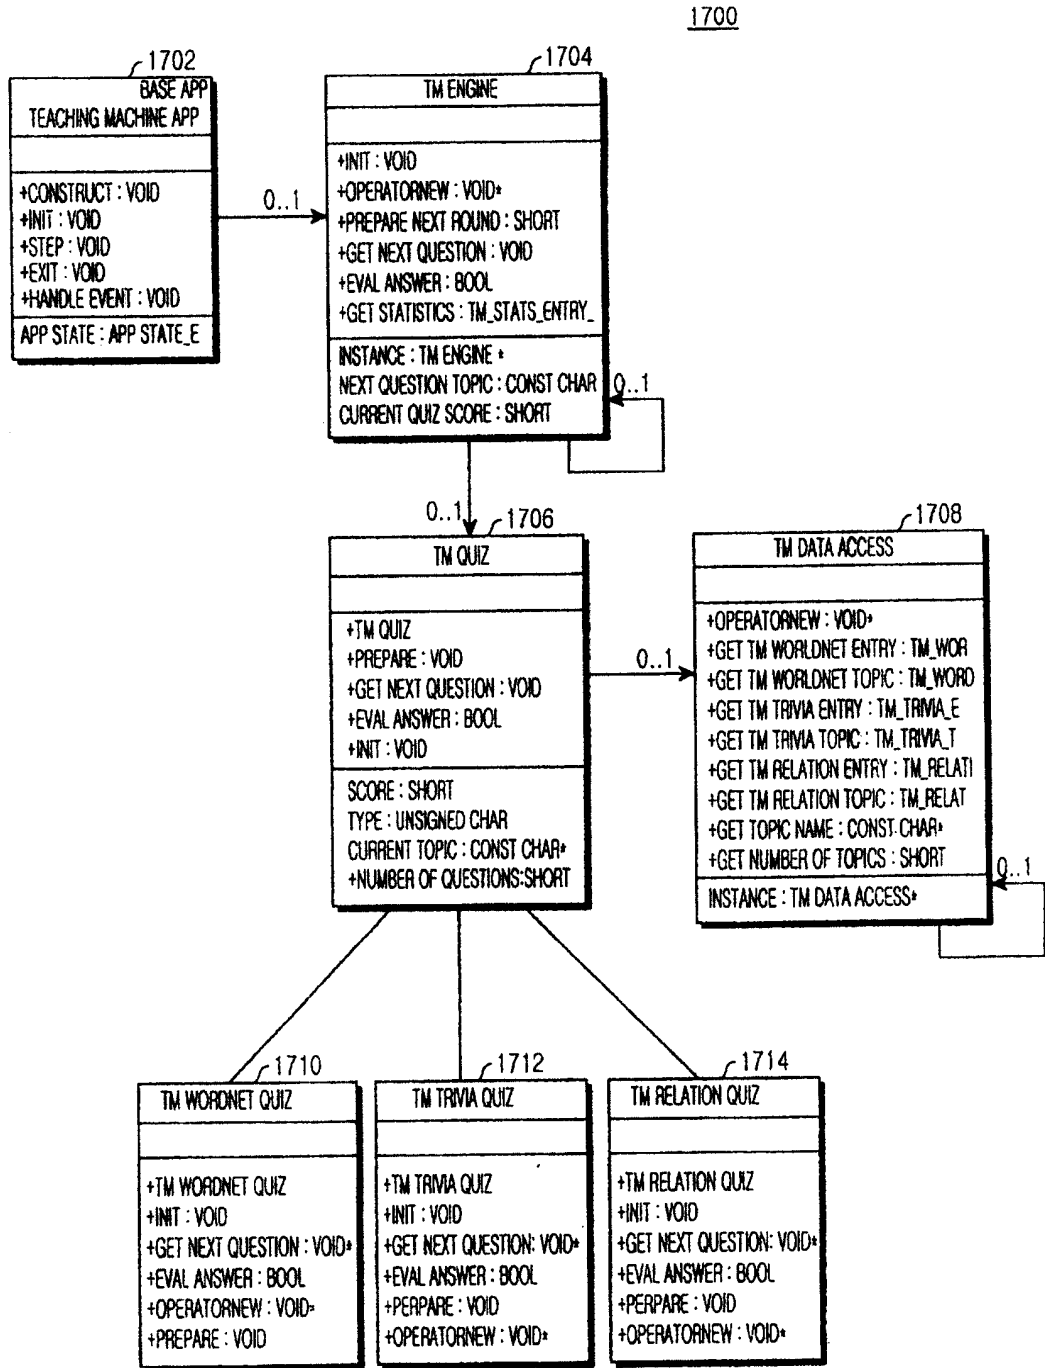 1700
1702
BASE APP
TEACHING MACHINE APP
+CONSTRUCT : VOID
+INIT : VOID
+STEP : VOID
+EXIT : VOID
+HANDLE EVENT : VOID
APP STATE : APP STATE_E
0..1
1704
TM ENGINE
+INIT : VOID
+OPERATORNEW : VOID*
+PREPARE NEXT ROUND : SHORT
+GET NEXT QUESTION : VOID
+EVAL ANSWER : BOOL
+GET STATISTICS : TM_STATS_ENTRY_
INSTANCE : TM ENGINE *
NEXT QUESTION TOPIC : CONST CHAR
CURRENT QUIZ SCORE : SHORT
0..1
0..1
1706
TM QUIZ
+TM QUIZ
+PREPARE : VOID
+GET NEXT QUESTION : VOID
+EVAL ANSWER : BOOL
+INIT : VOID
SCORE : SHORT
TYPE : UNSIGNED CHAR
CURRENT TOPIC : CONST CHAR*
+NUMBER OF QUESTIONS:SHORT
0..1
1708
TM DATA ACCESS
+OPERATORNEW : VOID*
+GET TM WORLDNET ENTRY : TM_WOR
+GET TM WORLDNET TOPIC : TM_WORD
+GET TM TRIVIA ENTRY : TM_TRIVIA_E
+GET TM TRIVIA TOPIC : TM_TRIVIA_T
+GET TM RELATION ENTRY : TM_RELATI
+GET TM RELATION TOPIC : TM_RELAT
+GET TOPIC NAME : CONST CHAR*
+GET NUMBER OF TOPICS : SHORT
INSTANCE : TM DATA ACCESS*
0..1
1710
TM WORDNET QUIZ
+TM WORDNET QUIZ
+INIT : VOID
+GET NEXT QUESTION : VOID*
+EVAL ANSWER : BOOL
+OPERATORNEW : VOID*
+PREPARE : VOID
1712
TM TRIVIA QUIZ
+TM TRIVIA QUIZ
+INIT : VOID
+GET NEXT QUESTION: VOID*
+EVAL ANSWER : BOOL
+PERPARE : VOID
+OPERATORNEW : VOID*
1714
TM RELATION QUIZ
+TM RELATION QUIZ
+INIT : VOID
+GET NEXT QUESTION: VOID*
+EVAL ANSWER : BOOL
+PERPARE : VOID
+OPERATORNEW : VOID*